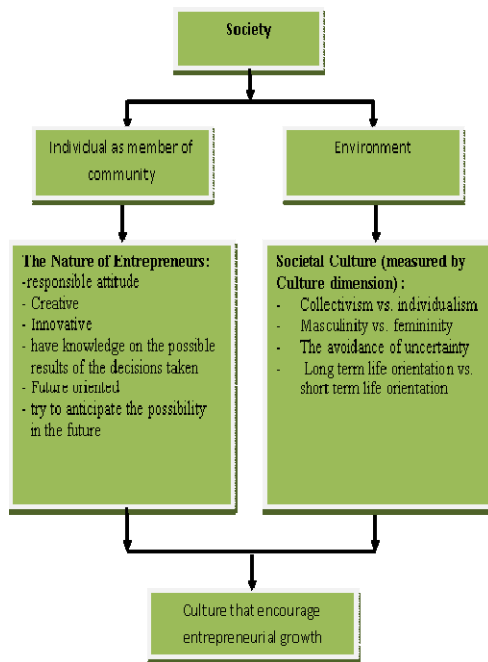 Society
Individual as member of
community
Environment
The Nature of Entrepreneurs:
-responsible attitude
- Creative
- Innovative
- have knowledge on the possible
results of the decisions taken
- Future oriented
- try to anticipate the possibility
in the future
Societal Culture (measured by
Culture dimension) :
- Collectivism vs. individualism
- Masculinity vs. femininity
- The avoidance of uncertainty
- Long term life orientation vs.
short term life orientation
Culture that encourage
entrepreneurial growth